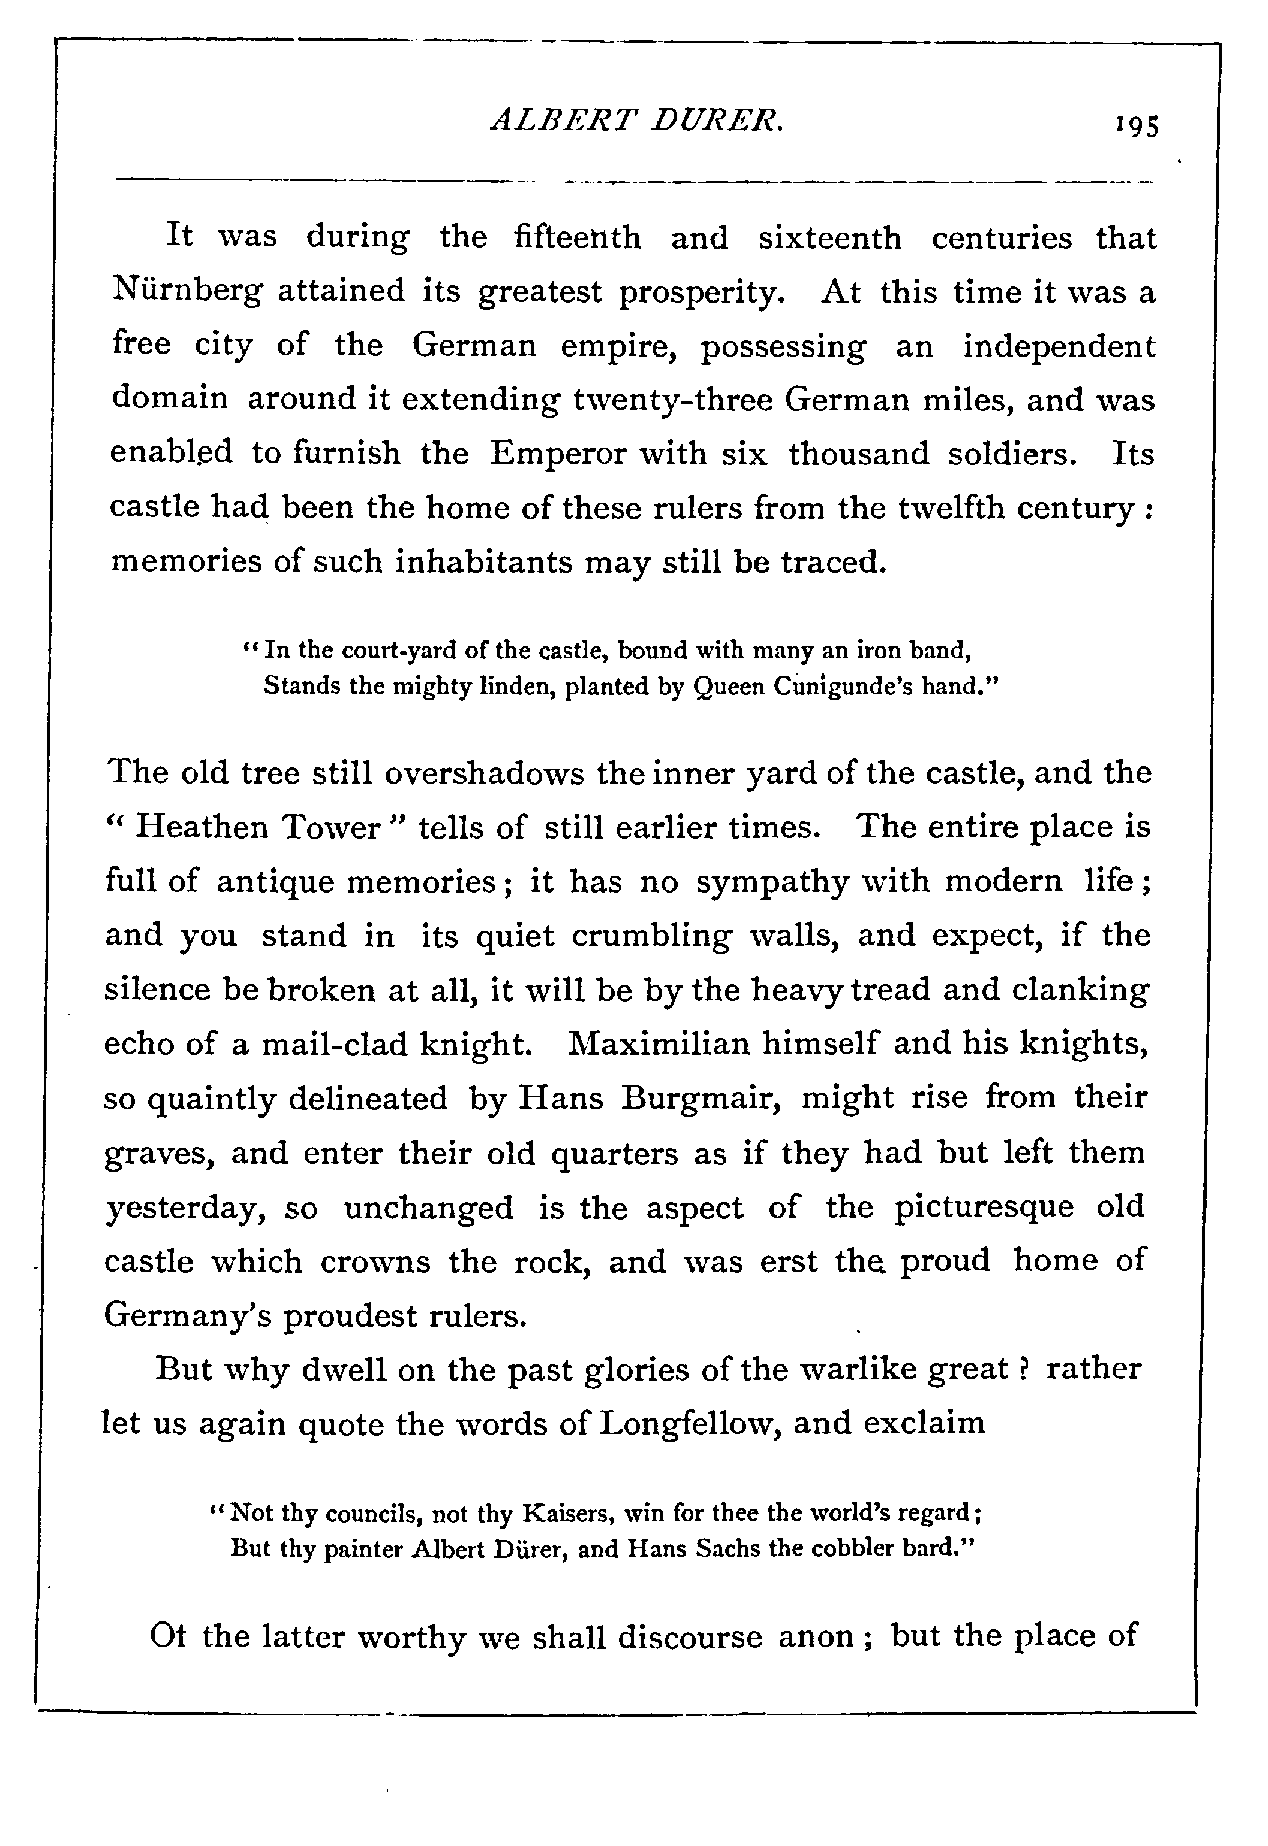 ALBERT DURER. 195
It was during the fifteenth and sixteenth centuries that
Nürnberg attained its greatest prosperity. At this time it was a
free city of the German empire, possessing an independent
domain around it extending twenty-three German miles, and was
enabled to furnish the Emperor with six thousand soldiers. Its
castle had been the home of these rulers from the twelfth century :
memories of such inhabitants may still be traced.
“ In the court-yard of the castle, bound with many an iron band,
Stands the mighty linden, planted by Queen Cunigunde's hand.”
The old tree still overshadows the inner yard of the castle, and the
“ Heathen Tower ” tells of still earlier times. The entire place is
full of antique memories ; it has no sympathy with modern life ;
and you stand in its quiet crumbling walls, and expect, if the
silence be broken at all, it will be by the heavy tread and clanking
echo of a mail-clad knight. Maximilian himself and his knights,
so quaintly delineated by Hans Burgmair, might rise from their
graves, and enter their old quarters as if they had but left them
yesterday, so unchanged is the aspect of the picturesque old
castle which crowns the rock, and was erst the proud home of
Germany's proudest rulers.
But why dwell on the past glories of the warlike great ? rather
let us again quote the words of Longfellow, and exclaim
“ Not thy councils, not thy Kaisers, win for thee the world's regard ;
But thy painter Albert Dürer, and Hans Sachs the cobbler bard.”
Of the latter worthy we shall discourse anon ; but the place of